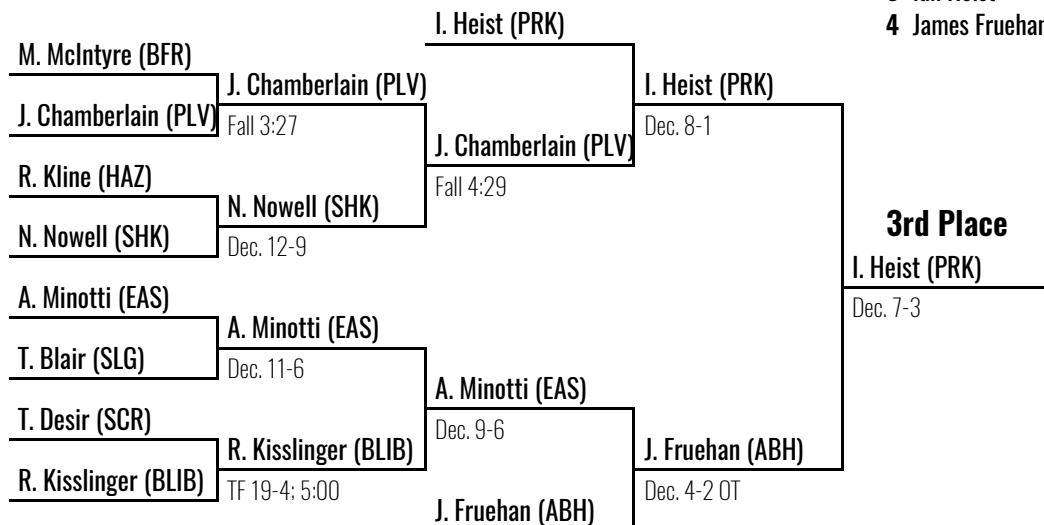 3 Ian Heist
4 James Fruehan
I. Heist (PRK)
M. McIntyre (BFR)
J. Chamberlain (PLV)
I. Heist (PRK)
J. Chamberlain (PLV)
Fall 3:27
Dec. 8-1
J. Chamberlain (PLV)
R. Kline (HAZ)
Fall 4:29
N. Nowell (SHK)
3rd Place
N. Nowell (SHK)
Dec. 12-9
I. Heist (PRK)
A. Minotti (EAS)
Dec. 7-3
A. Minotti (EAS)
T. Blair (SLG)
Dec. 11-6
A. Minotti (EAS)
T. Desir (SCR)
Dec. 9-6
R. Kisslinger (BLIB)
J. Fruehan (ABH)
R. Kisslinger (BLIB)
TF 19-4; 5:00
Dec. 4-2 OT
J. Fruehan (ABH)